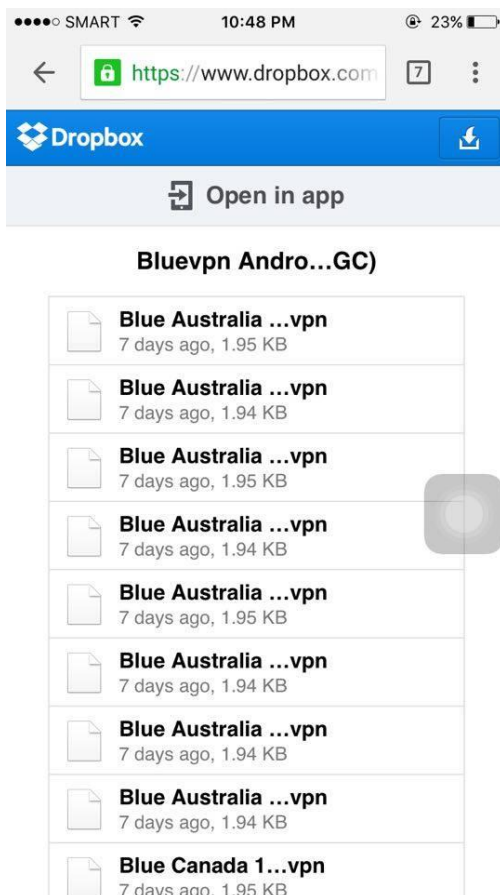 SMART 10:48 PM 23%
7
https://www.dropbox.com
Dropbox
Open in app
Bluevpn Andro...GC)
Blue Australia ...vpn
7 days ago, 1.95 KB
Blue Australia ...vpn
7 days ago, 1.94 KB
Blue Australia ...vpn
7 days ago, 1.95 KB
Blue Australia ...vpn
7 days ago, 1.94 KB
Blue Australia ...vpn
7 days ago, 1.95 KB
Blue Australia ...vpn
7 days ago, 1.94 KB
Blue Australia ...vpn
7 days ago, 1.94 KB
Blue Australia ...vpn
7 days ago, 1.94 KB
Blue Canada 1...vpn
7 days ago, 1.95 KB